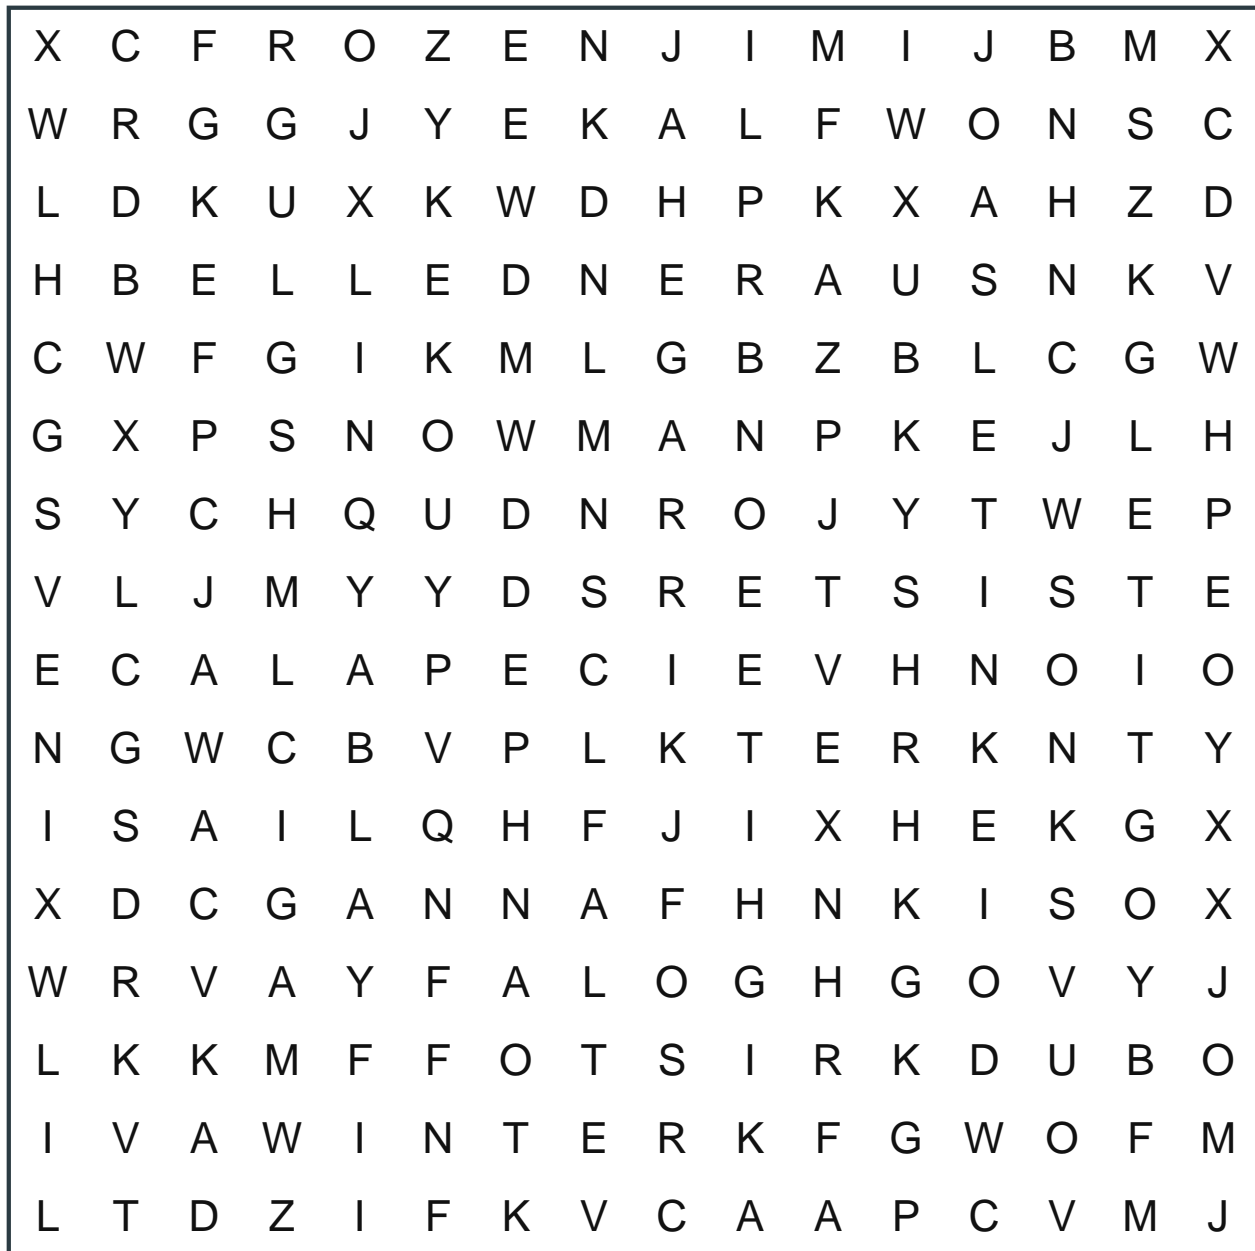 X C F R O Z E N J I M I J B M X
W R G G J Y E K A L F W O N S C
L D K U X K W D H P K X A H Z D
H B E L L E D N E R A U S N K V
C W F G I K M L G B Z B L C G W
G X P S N O W M A N P K E J L H
S Y C H Q U D N R O J Y T W E P
V L J M Y Y D S R E T S I S T E
E C A L A P E C I E V H N O I O
N G W C B V P L K T E R K N T Y
I S A I L Q H F J I X H E K G X
X D C G A N N A F H N K I S O X
W R V A Y F A L O G H G O V Y J
L K K M F F O T S I R K D U B O
I V A W I N T E R K F G W O F M
L T D Z I F K V C A A P C V M J